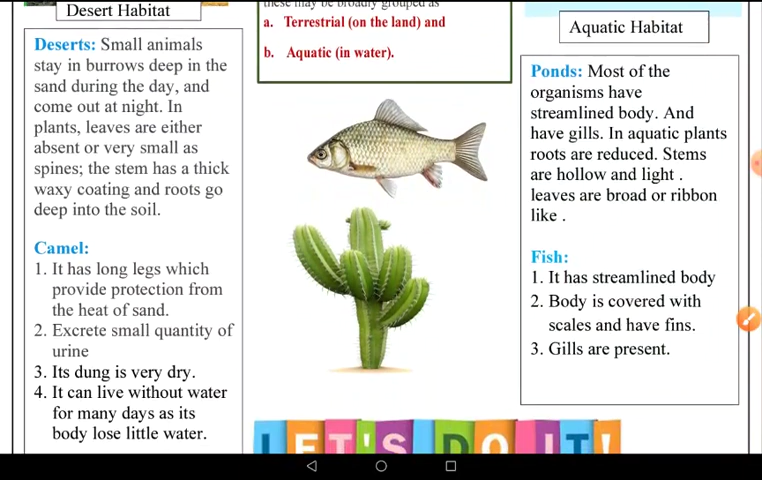 Desert Habitat
Deserts: Small animals
stay in burrows deep in the
sand during the day, and
come out at night. In
plants, leaves are either
absent or very small as
spines; the stem has a thick
waxy coating and roots go
deep into the soil.
Camel:
1. It has long legs which
provide protection from
the heat of sand.
2. Excrete small quantity of
urine
3. Its dung is very dry.
4. It can live without water
for many days as its
body lose little water.
these may be broadly grouped as
a. Terrestrial (on the land) and
b. Aquatic (in water).
LET'S DO IT!
Aquatic Habitat
Ponds: Most of the
organisms have
streamlined body. And
have gills. In aquatic plants
roots are reduced. Stems
are hollow and light .
leaves are broad or ribbon
like .
Fish:
1. It has streamlined body
2. Body is covered with
scales and have fins.
3. Gills are present.